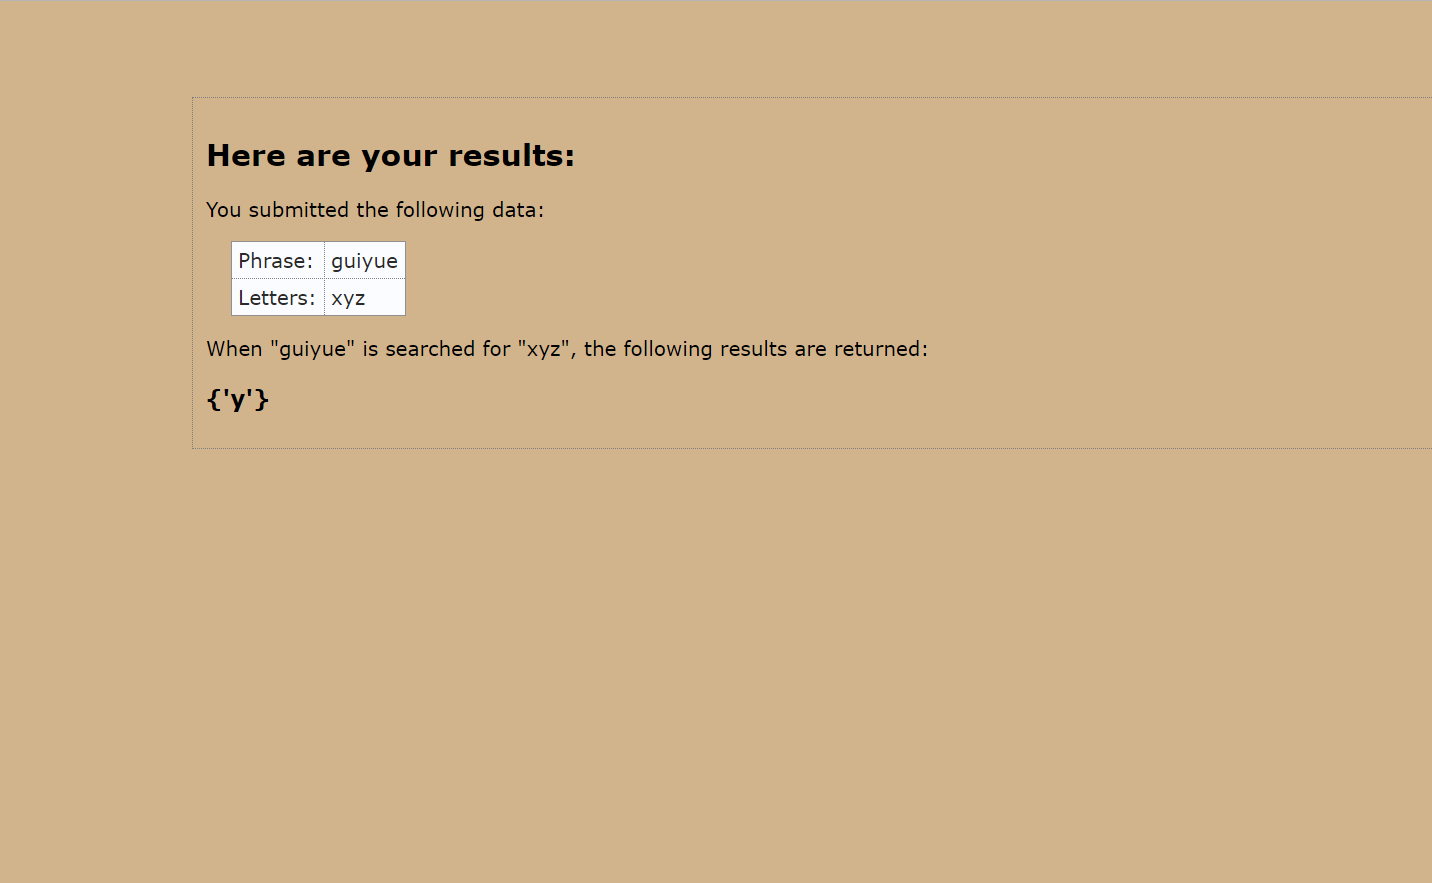 Here are your results:
You submitted the following data:
Phrase: guiyue
Letters: xyz
When "guiyue" is searched for "xyz", the following results are returned:
{'y'}